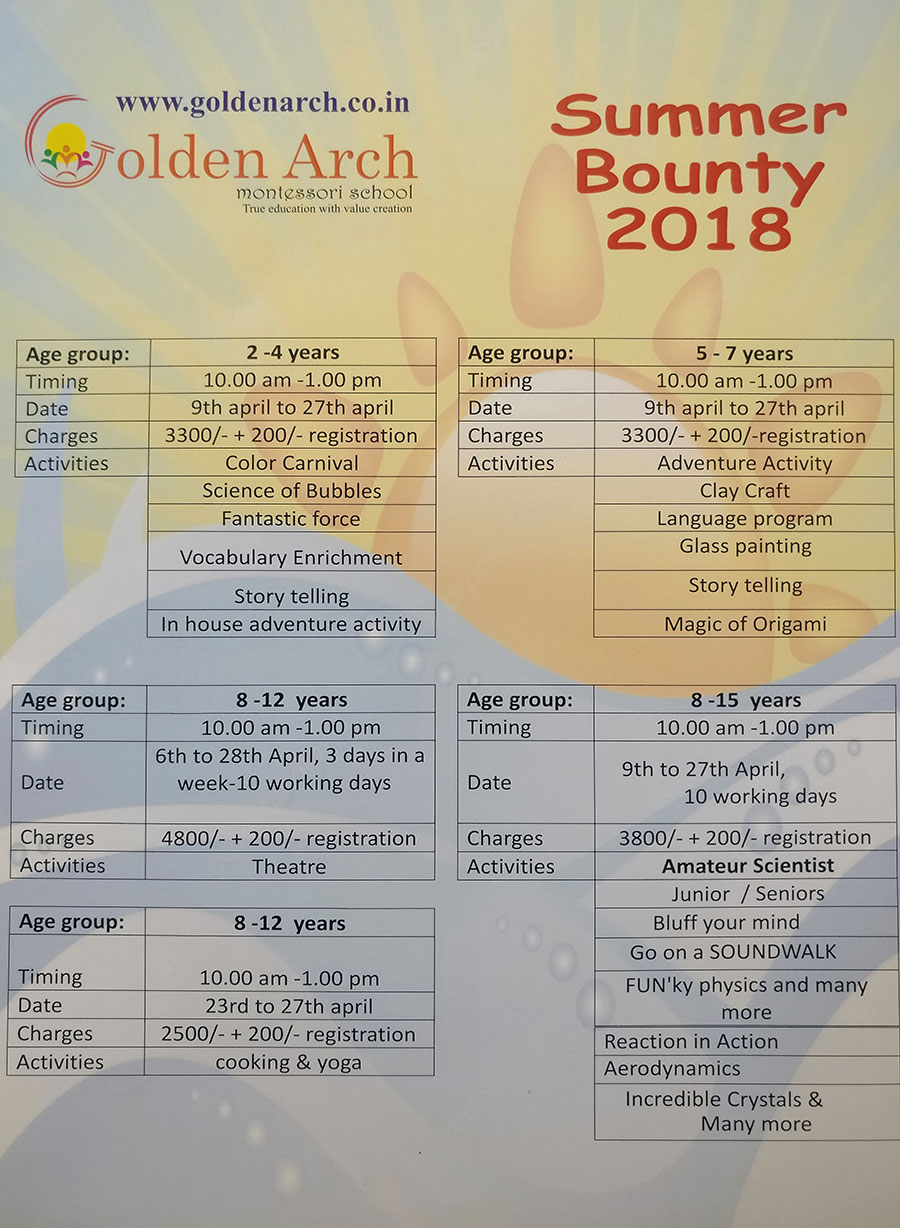 www.goldenarch.co.in
Golden Arch
montessori school
True education with value creation
Summer
Bounty
2018
Age group: 2 -4 years
Timing 10.00 am -1.00 pm
Date 9th april to 27th april
Charges 3300/- + 200/- registration
Activities Color Carnival
Science of Bubbles
Fantastic force
Vocabulary Enrichment
Story telling
In house adventure activity
Age group: 5 - 7 years
Timing 10.00 am -1.00 pm
Date 9th april to 27th april
Charges 3300/- + 200/-registration
Activities Adventure Activity
Clay Craft
Language program
Glass painting
Story telling
Magic of Origami
Age group: 8 -12 years
Timing 10.00 am -1.00 pm
Date 6th to 28th April, 3 days in a
week-10 working days
Charges 4800/- + 200/- registration
Activities Theatre
Age group: 8 -15 years
Timing 10.00 am -1.00 pm
Date 9th to 27th April,
10 working days
Charges 3800/- + 200/- registration
Activities Amateur Scientist
Junior / Seniors
Bluff your mind
Go on a SOUNDWALK
FUN'ky physics and many
more
Reaction in Action
Aerodynamics
Incredible Crystals &
Many more
Age group: 8 -12 years
Timing 10.00 am -1.00 pm
Date 23rd to 27th april
Charges 2500/- + 200/- registration
Activities cooking & yoga